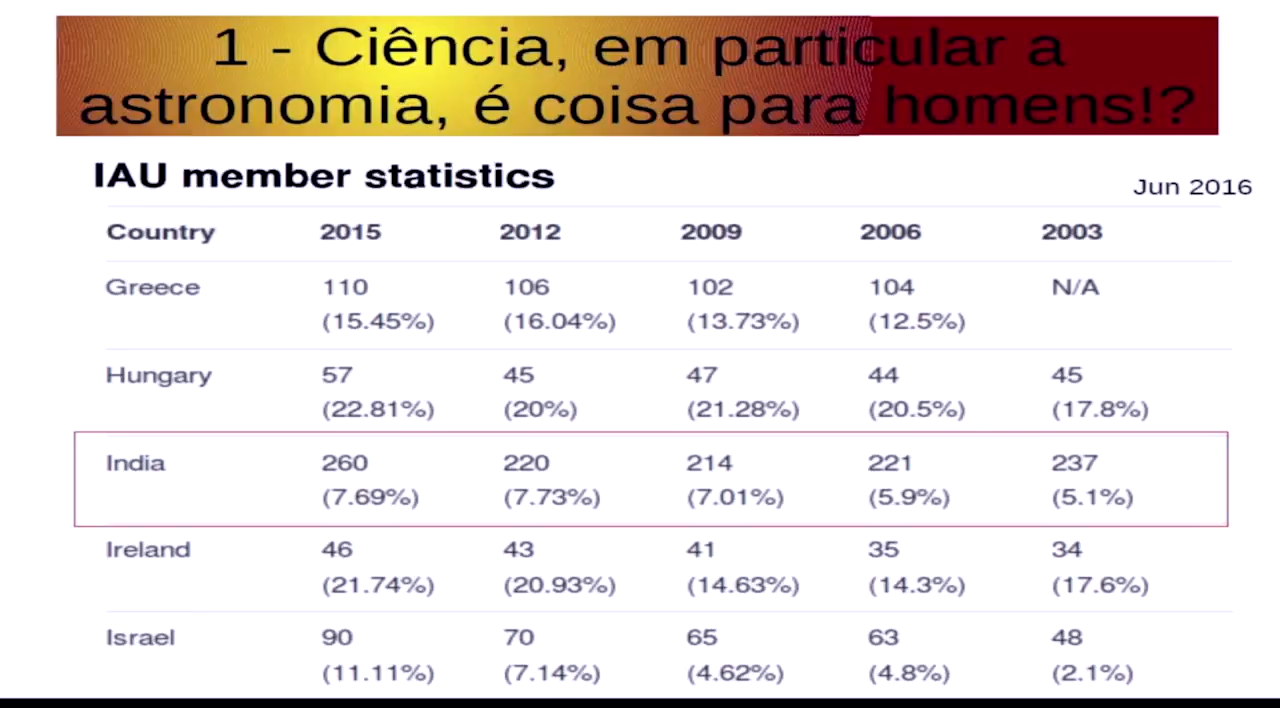 1 - Ciência, em particular a
astronomia, é coisa para homens!?
IAU member statistics
Jun 2016
Country 2015 2012 2009 2006 2003
Greece 110 106 102 104 N/A
(15.45%) (16.04%) (13.73%) (12.5%)
Hungary 57 45 47 44 45
(22.81%) (20%) (21.28%) (20.5%) (17.8%)
India 260 220 214 221 237
(7.69%) (7.73%) (7.01%) (5.9%) (5.1%)
Ireland 46 43 41 35 34
(21.74%) (20.93%) (14.63%) (14.3%) (17.6%)
Israel 90 70 65 63 48
(11.11%) (7.14%) (4.62%) (4.8%) (2.1%)